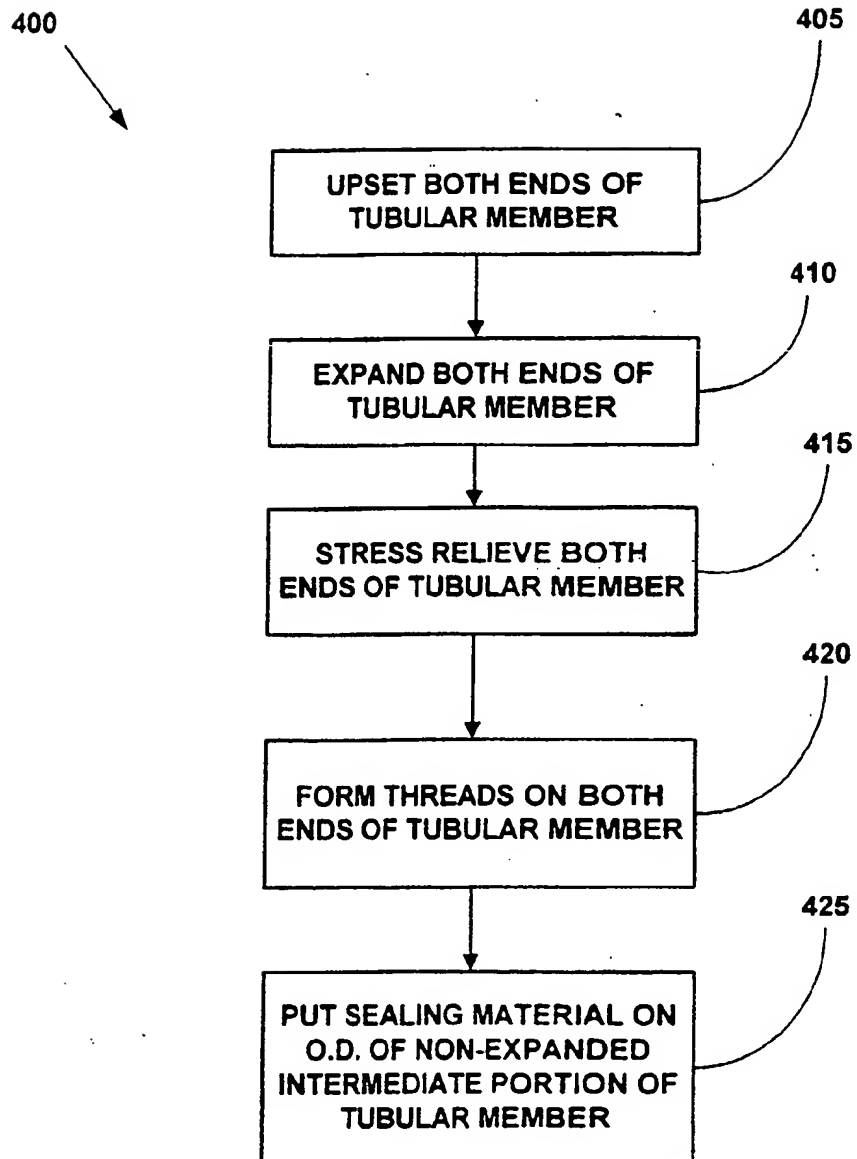 400
405
UPSET BOTH ENDS OF
TUBULAR MEMBER
410
EXPAND BOTH ENDS OF
TUBULAR MEMBER
415
STRESS RELIEVE BOTH
ENDS OF TUBULAR MEMBER
420
FORM THREADS ON BOTH
ENDS OF TUBULAR MEMBER
425
PUT SEALING MATERIAL ON
O.D. OF NON-EXPANDED
INTERMEDIATE PORTION OF
TUBULAR MEMBER